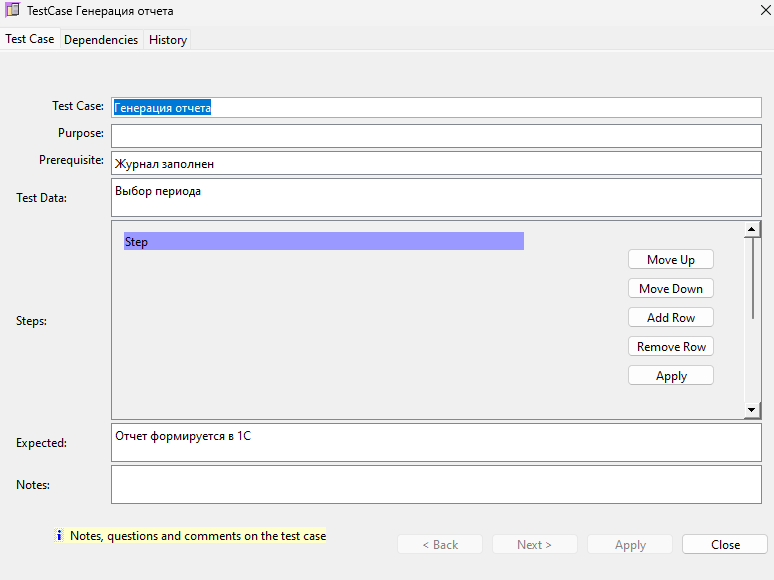 TestCase Генерация отчета
Test Case Dependencies History
Test Case: Генерация отчета
Purpose:
Prerequisite: Журнал заполнен
Test Data: Выбор периода
Step
Move Up
Move Down
Add Row
Steps:
Remove Row
Apply
Expected: Отчет формируется в 1С
Notes:
i Notes, questions and comments on the test case
< Back Next > Apply Close